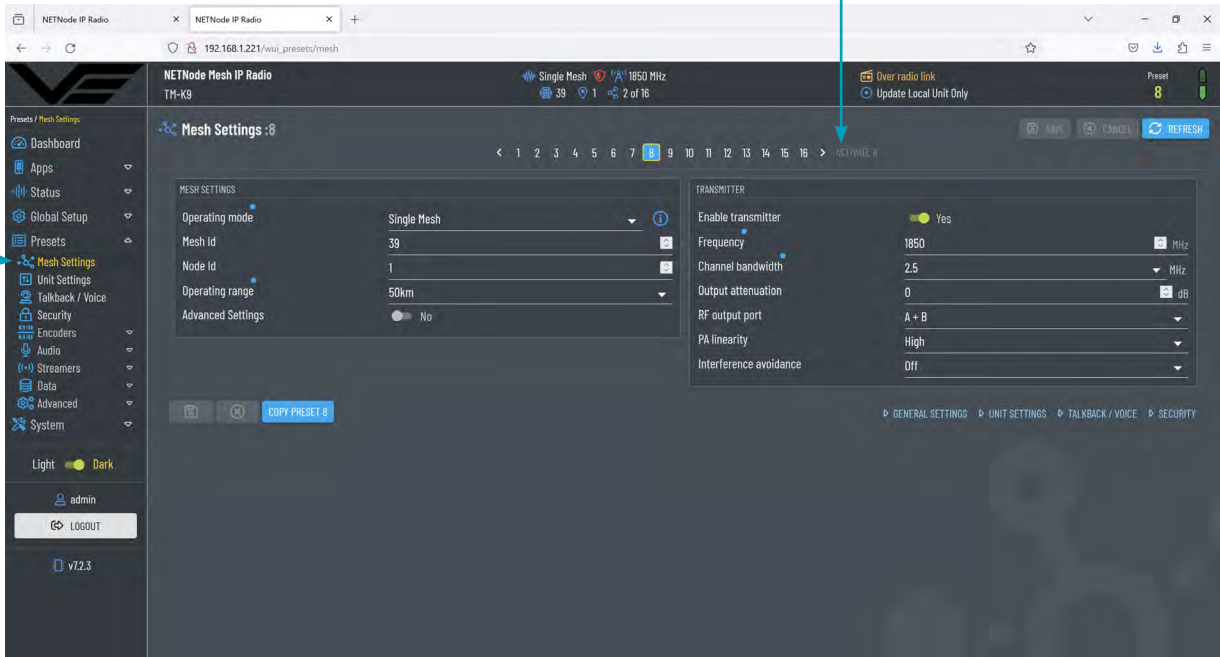 NETNode IP Radio
NETNode IP Radio
192.168.1.221/wui_presets/mesh
NETNode Mesh IP Radio
TM-K9
Single Mesh 1850 MHz
39 1 2 of 16
Over radio link
Update Local Unit Only
Preset
8
Presets / Mesh Settings
Dashboard
Apps
Status
Global Setup
Presets
Mesh Settings
Unit Settings
Talkback / Voice
Security
Encoders
Audio
Streamers
Data
Advanced
System
Light Dark
admin
LOGOUT
v7.2.3
Mesh Settings :8
SAVE CANCEL REFRESH
< 1 2 3 4 5 6 7 8 9 10 11 12 13 14 15 16 > ACTIVATE 8
MESH SETTINGS
Operating mode Single Mesh
Mesh Id 39
Node Id 1
Operating range 50km
Advanced Settings No
TRANSMITTER
Enable transmitter Yes
Frequency 1850 MHz
Channel bandwidth 2.5 MHz
Output attenuation 0 dB
RF output port A + B
PA linearity High
Interference avoidance Off
COPY PRESET 8
GENERAL SETTINGS UNIT SETTINGS TALKBACK / VOICE SECURITY